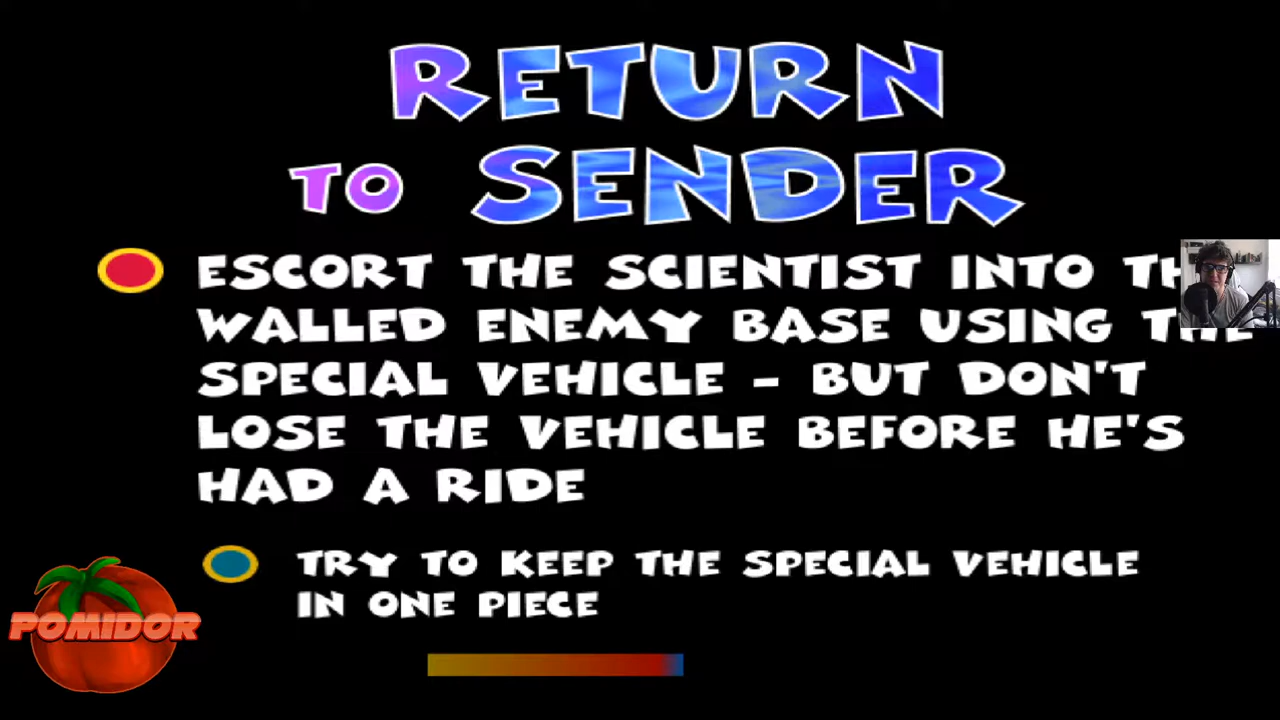 RETURN
TO SENDER
ESCORT THE SCIENTIST INTO
WALLED ENEMY BASE USING THE
SPECIAL VEHICLE - BUT DON'T
LOSE THE VEHICLE BEFORE HE'S
HAD A RIDE
TRY TO KEEP THE SPECIAL VEHICLE
IN ONE PIECE
POMIDOR